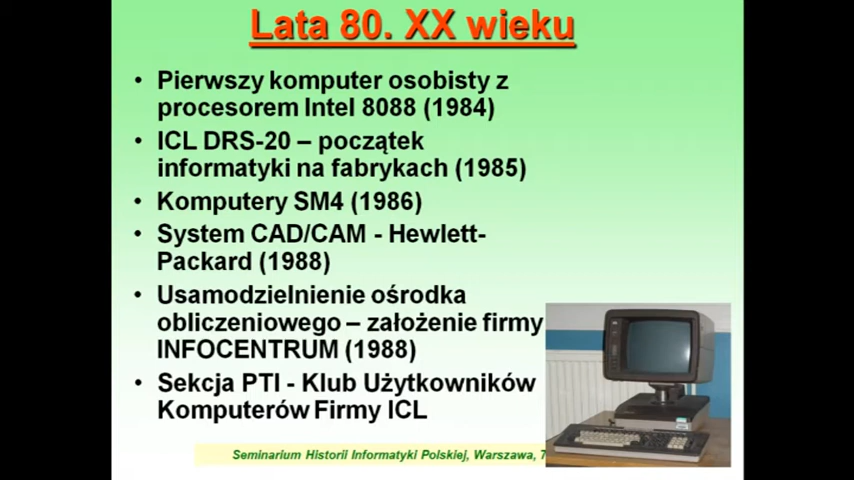 Lata 80. XX wieku
• Pierwszy komputer osobisty z
procesorem Intel 8088 (1984)
• ICL DRS-20 – początek
informatyki na fabrykach (1985)
• Komputery SM4 (1986)
• System CAD/CAM - Hewlett-
Packard (1988)
• Usamodzielnienie ośrodka
obliczeniowego – założenie firmy
INFOCENTRUM (1988)
• Sekcja PTI - Klub Użytkowników
Komputerów Firmy ICL
Seminarium Historii Informatyki Polskiej, Warszawa, 7